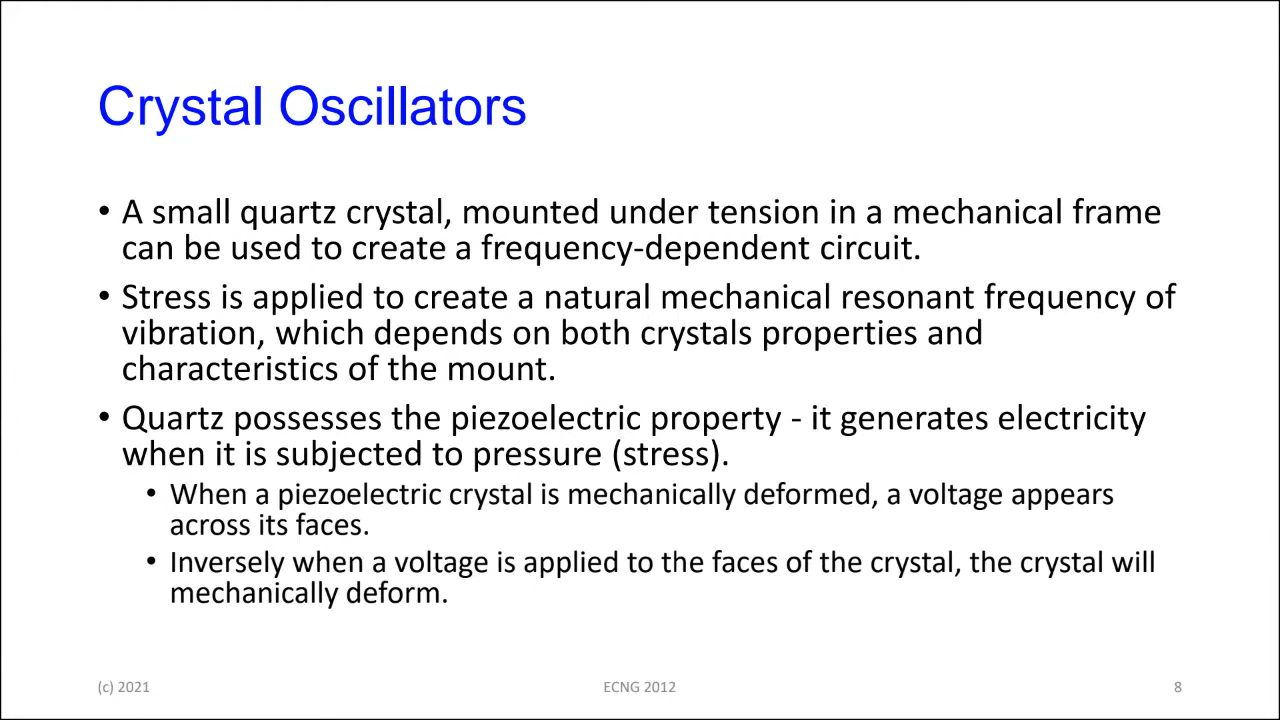 Crystal Oscillators
• A small quartz crystal, mounted under tension in a mechanical frame
can be used to create a frequency-dependent circuit.
• Stress is applied to create a natural mechanical resonant frequency of
vibration, which depends on both crystals properties and
characteristics of the mount.
• Quartz possesses the piezoelectric property - it generates electricity
when it is subjected to pressure (stress).
• When a piezoelectric crystal is mechanically deformed, a voltage appears
across its faces.
• Inversely when a voltage is applied to the faces of the crystal, the crystal will
mechanically deform.
(c) 2021
ECNG 2012
8